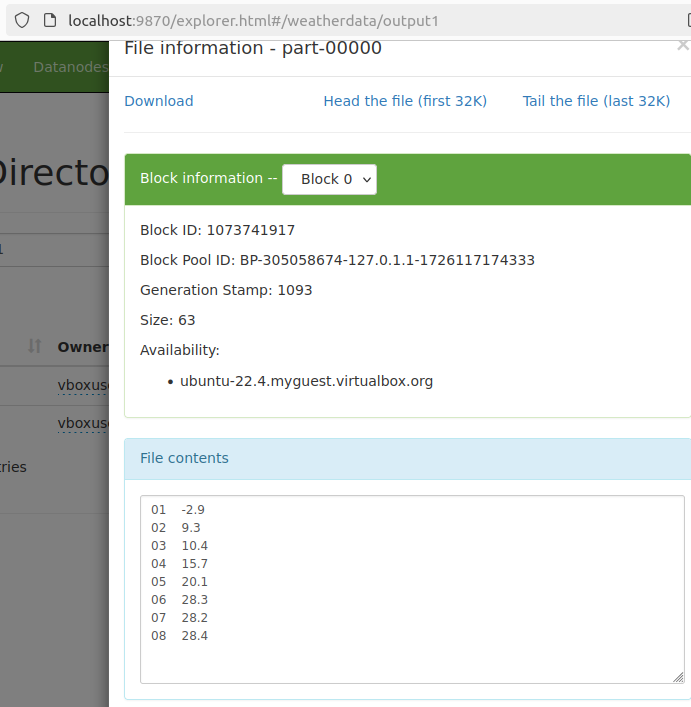 localhost:9870/explorer.html#/weatherdata/output1
File information - part-00000
×
Datanodes
Download Head the file (first 32K) Tail the file (last 32K)
Directo
Block information -- Block 0
Block ID: 1073741917
Block Pool ID: BP-305058674-127.0.1.1-1726117174333
Generation Stamp: 1093
Size: 63
Owner
Availability:
• ubuntu-22.4.myguest.virtualbox.org
vboxus
vboxus
File contents
ries
01 -2.9
02 9.3
03 10.4
04 15.7
05 20.1
06 28.3
07 28.2
08 28.4